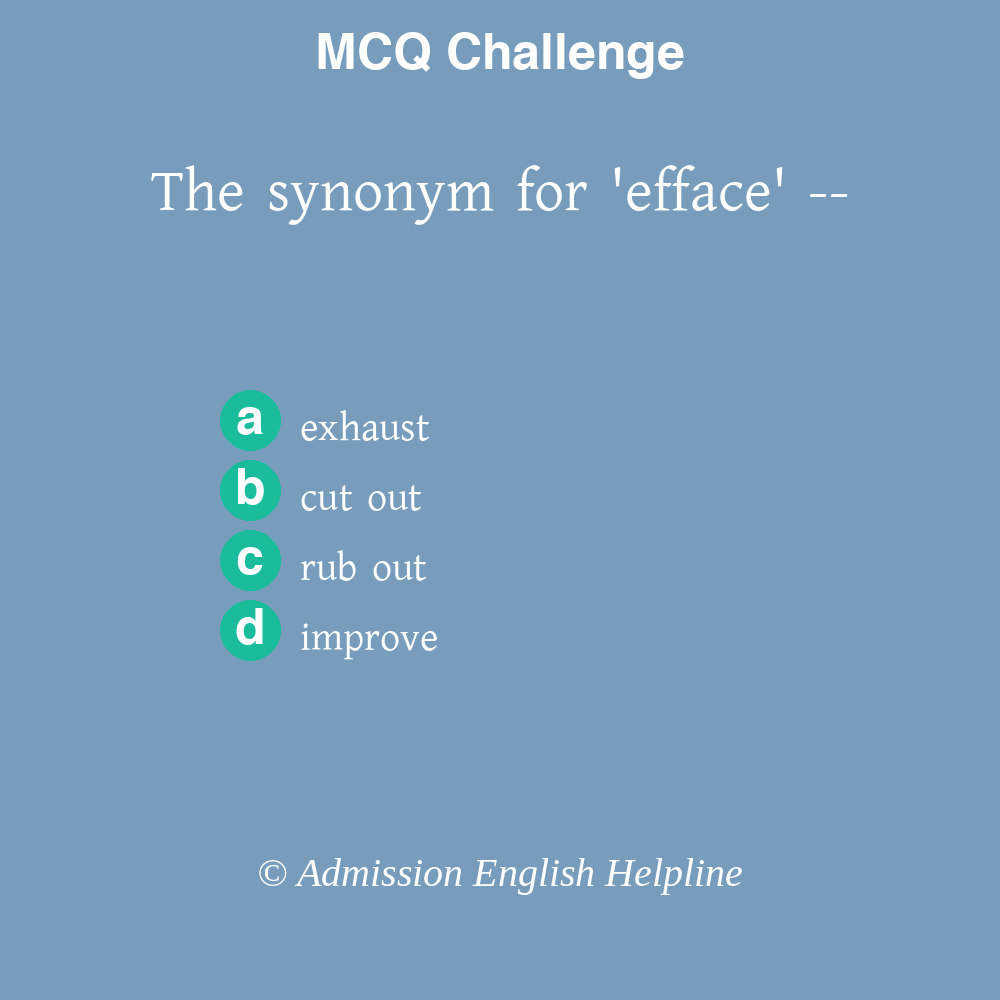 MCQ Challenge
The synonym for 'efface' --
a exhaust
b cut out
c rub out
d improve
© Admission English Helpline